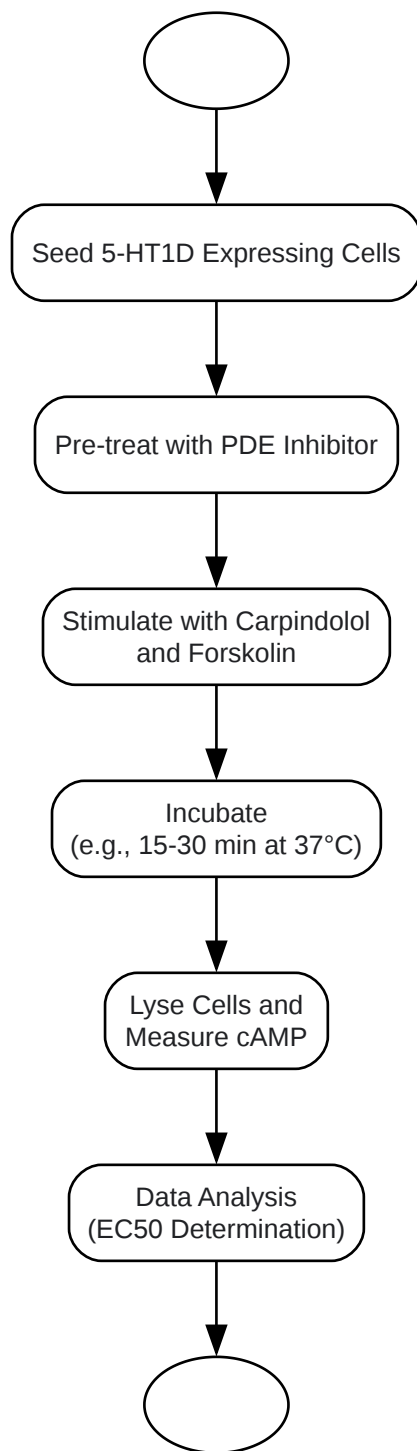 Seed 5-HT1D Expressing Cells
Pre-treat with PDE Inhibitor
Stimulate with Carpindolol
and Forskolin
Incubate
(e.g., 15-30 min at 37°C)
Lyse Cells and
Measure cAMP
Data Analysis
(EC50 Determination)